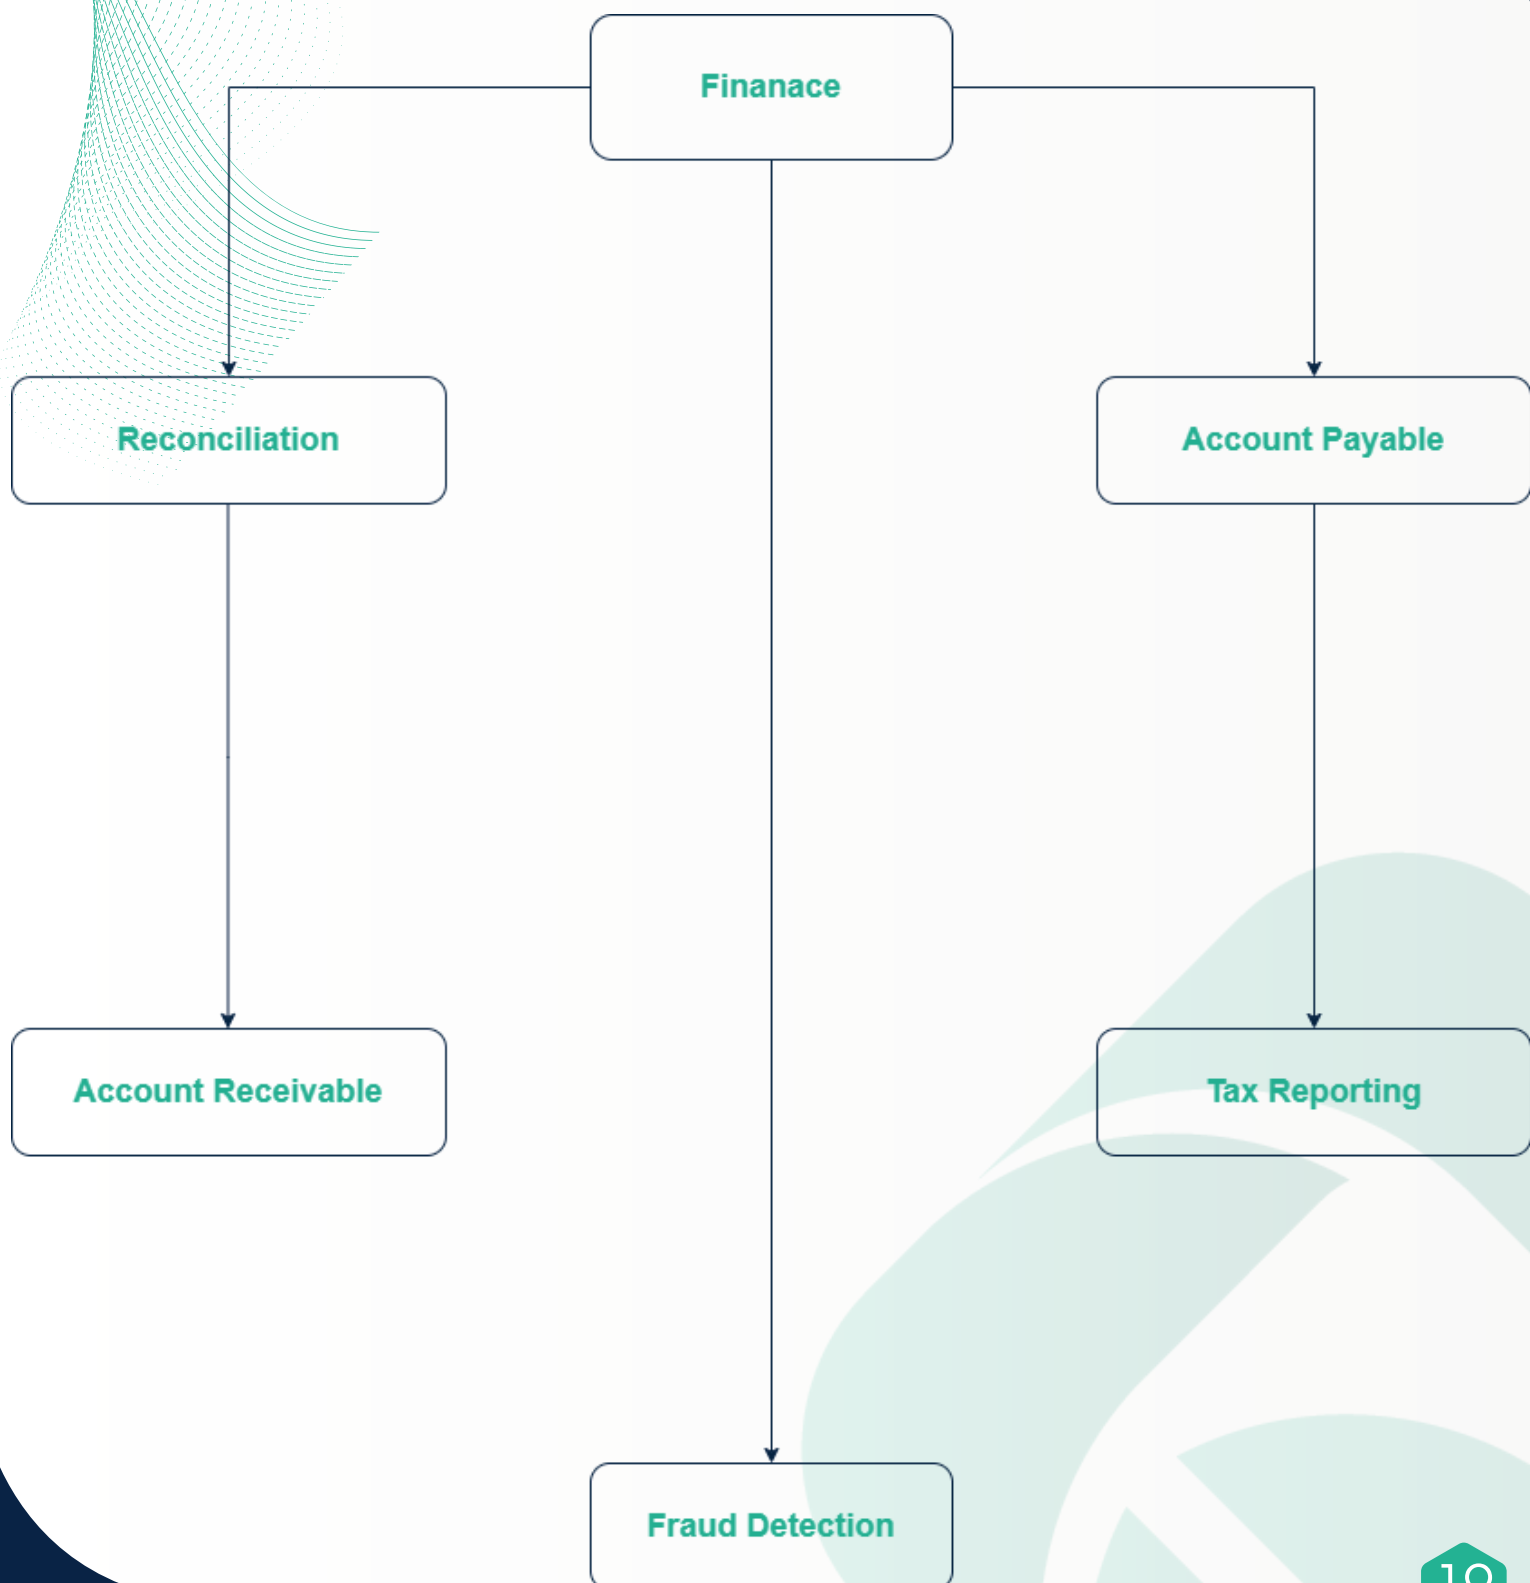 Finanace
Reconciliation
Account Payable
Account Receivable
Tax Reporting
Fraud Detection